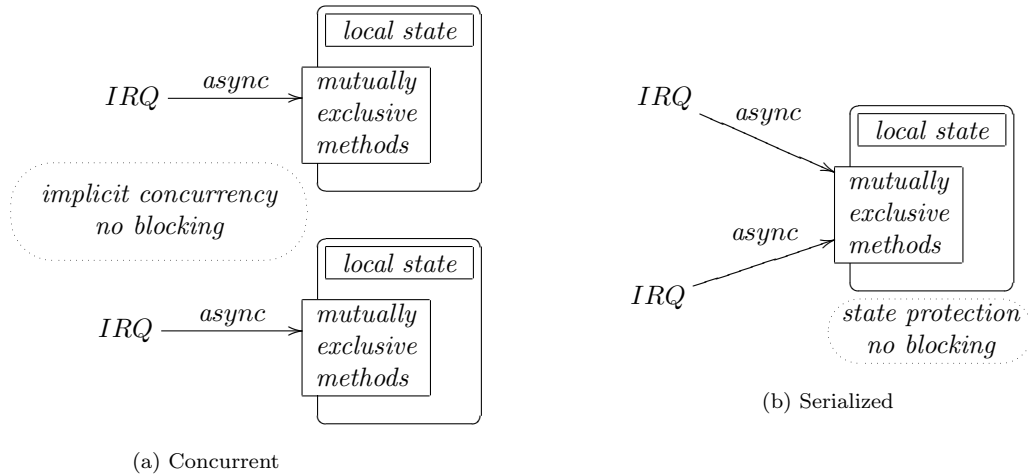 local state
IRQ
async
mutually
exclusive
methods
implicit concurrency
no blocking
local state
IRQ
async
mutually
exclusive
methods
(a) Concurrent
IRQ
async
local state
mutually
exclusive
methods
async
IRQ
state protection
no blocking
(b) Serialized